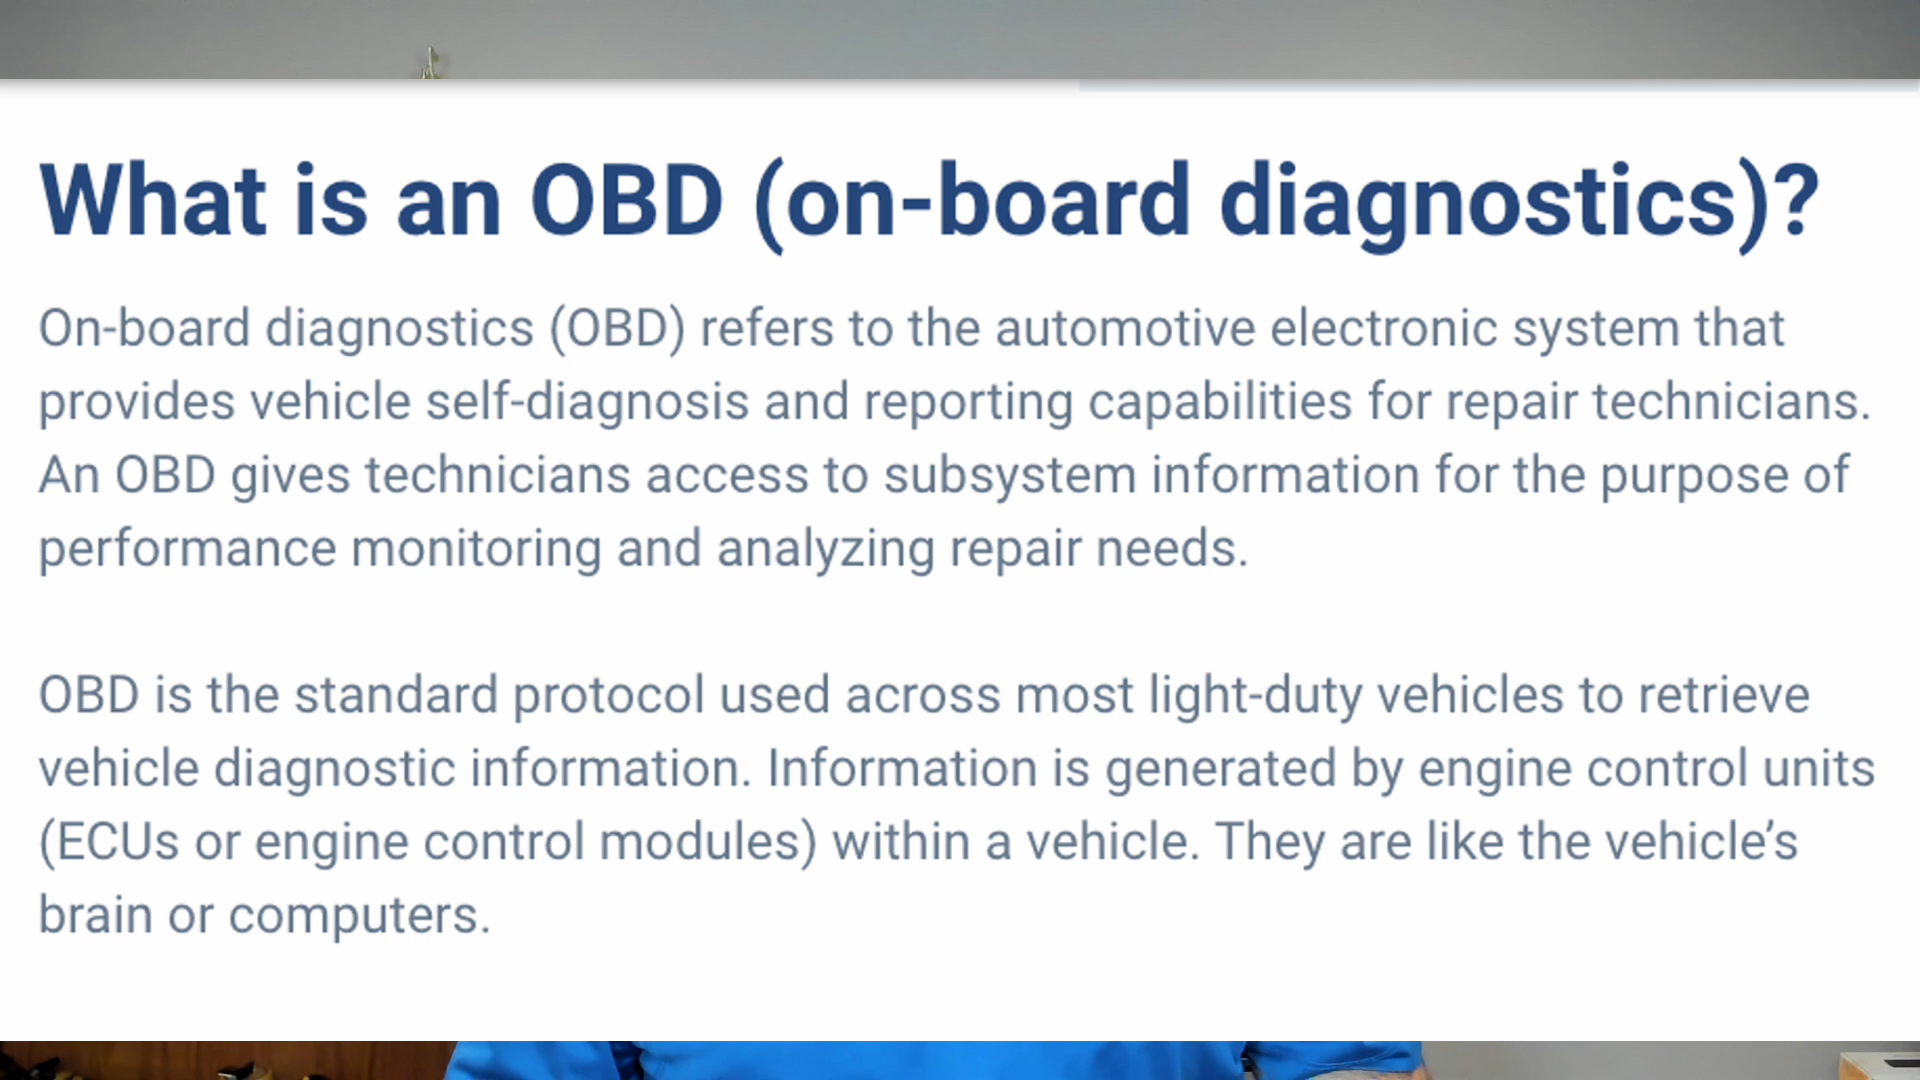 What is an OBD (on-board diagnostics)?
On-board diagnostics (OBD) refers to the automotive electronic system that
provides vehicle self-diagnosis and reporting capabilities for repair technicians.
An OBD gives technicians access to subsystem information for the purpose of
performance monitoring and analyzing repair needs.
OBD is the standard protocol used across most light-duty vehicles to retrieve
vehicle diagnostic information. Information is generated by engine control units
(ECUs or engine control modules) within a vehicle. They are like the vehicle’s
brain or computers.